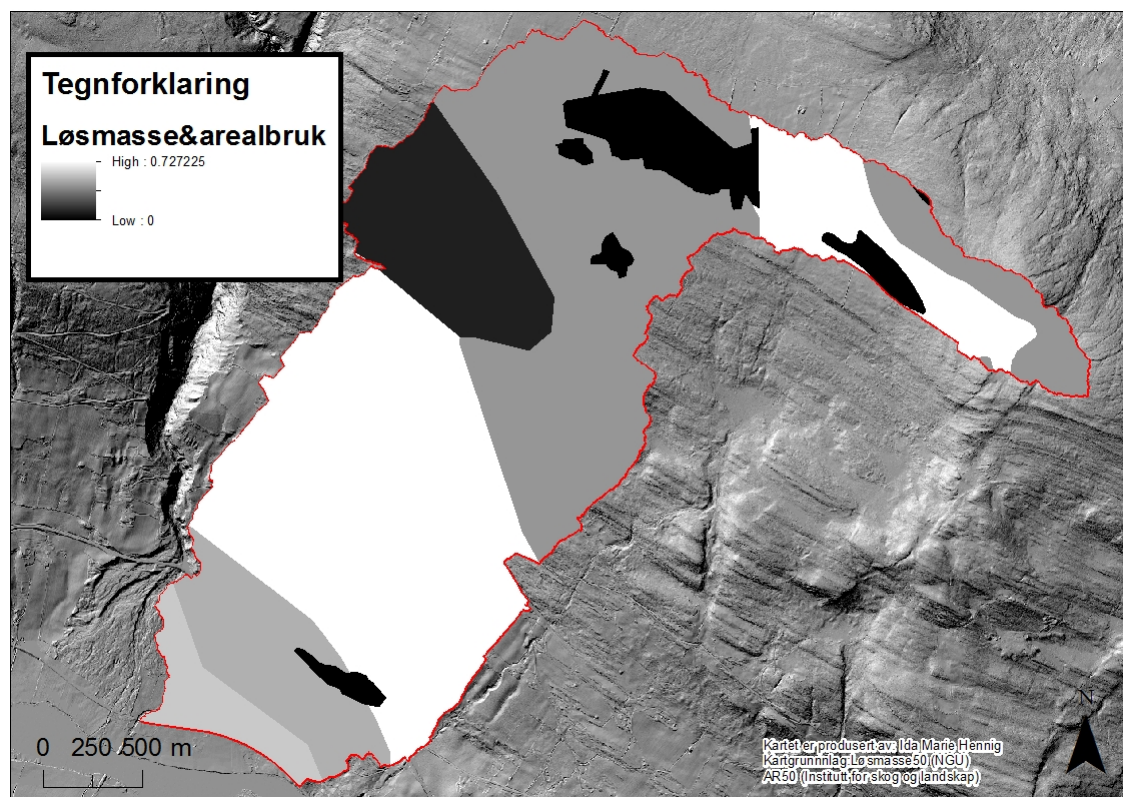 Tegnforklaring
Løsmasse&arealbruk
High : 0.727225
Low : 0
0 250 500 m
N
Kartet er produsert av: Ida Marie Hennig
Kartgrunnrilag Løsmasse50 (NGU)
AR50 (Institutt for skog og landskap)